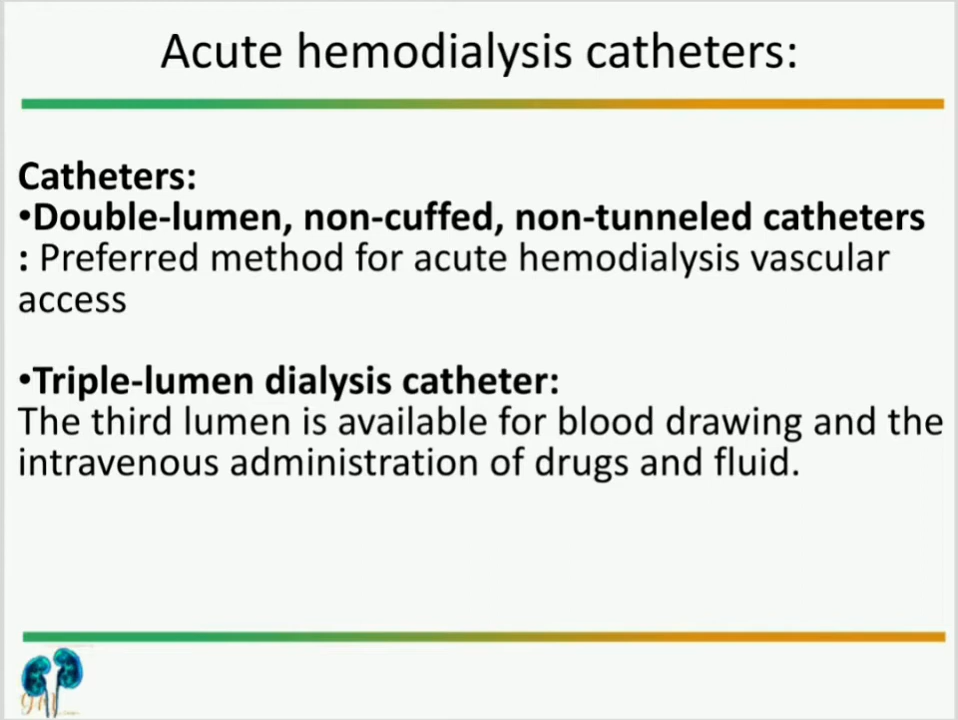 Acute hemodialysis catheters:
Catheters:
•Double-lumen, non-cuffed, non-tunneled catheters
: Preferred method for acute hemodialysis vascular
access
•Triple-lumen dialysis catheter:
The third lumen is available for blood drawing and the
intravenous administration of drugs and fluid.